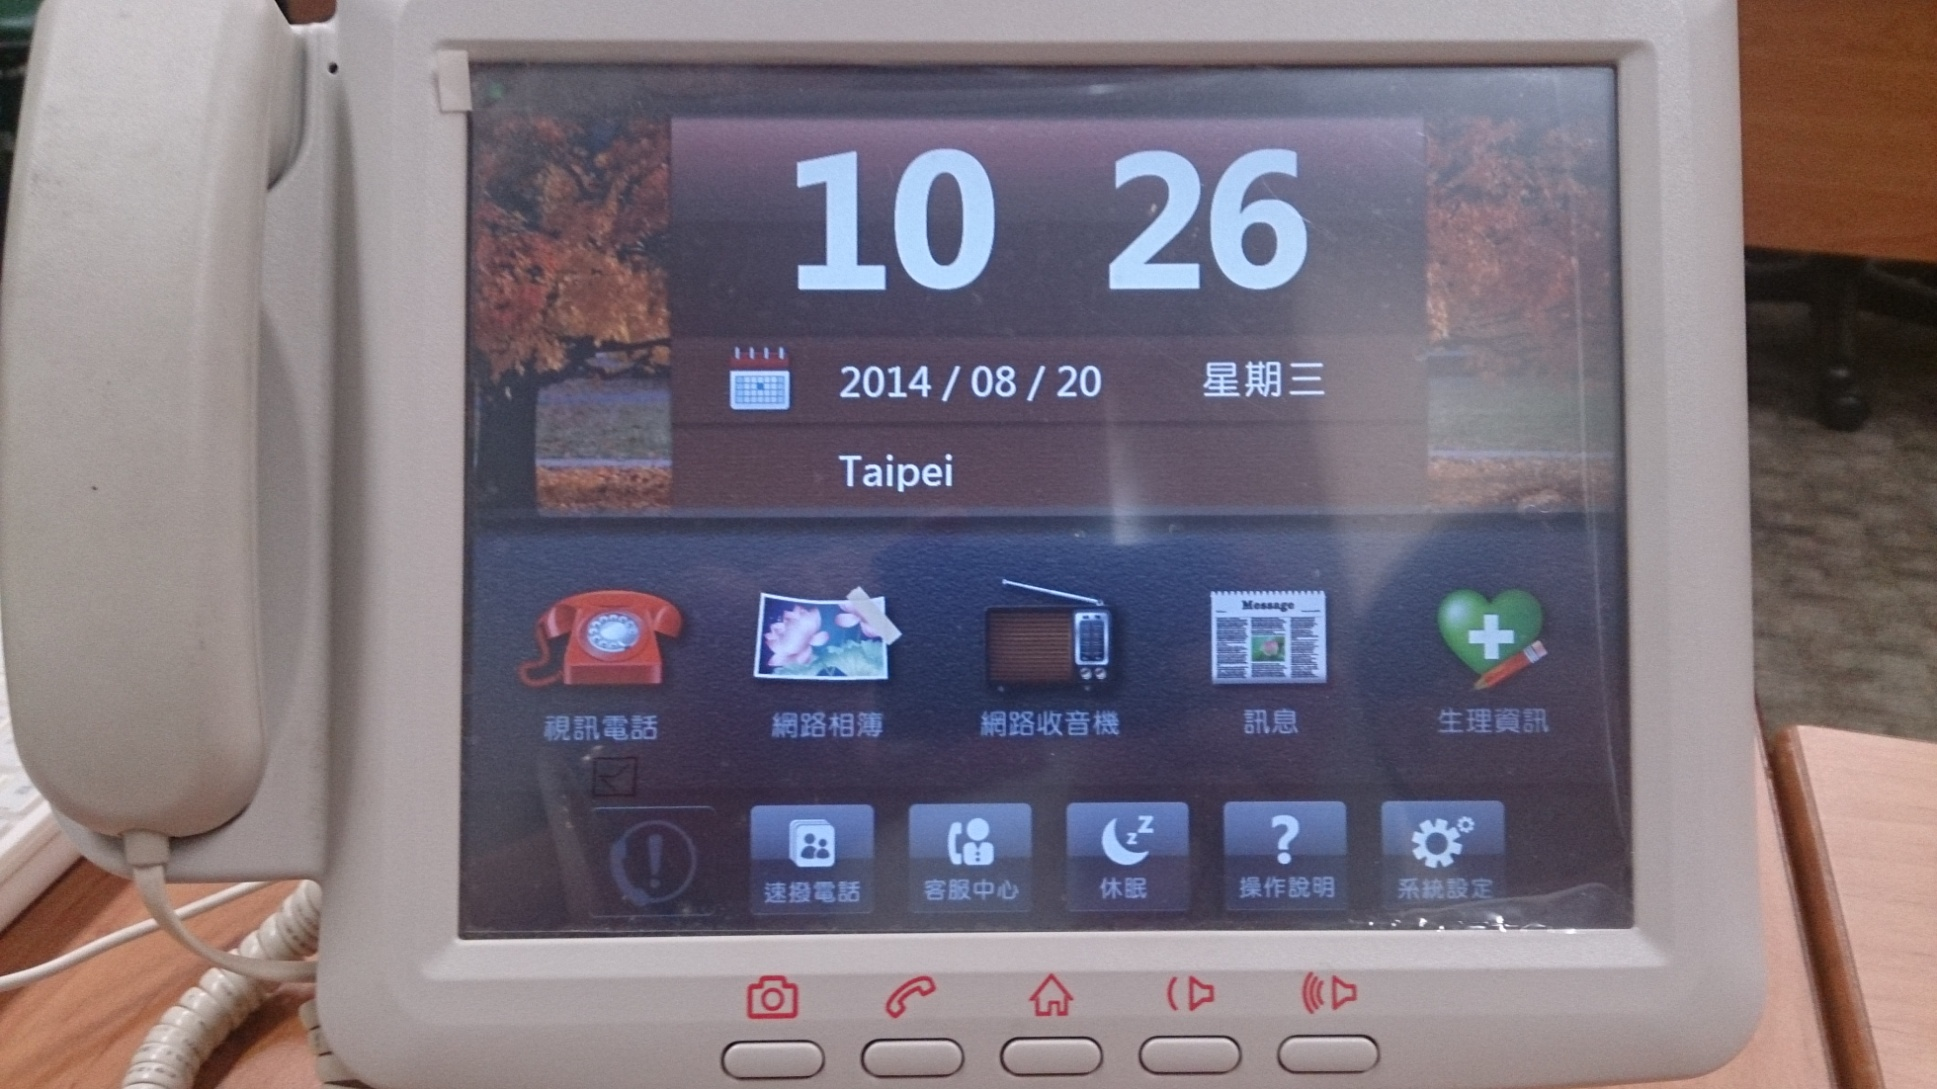 10 26
2014 / 08 / 20 星期三
Taipei
Message
視訊電話 網路相簿 網路收音機 訊息 生理資訊
速撥電話 客服中心 休眠 操作說明 系統設定